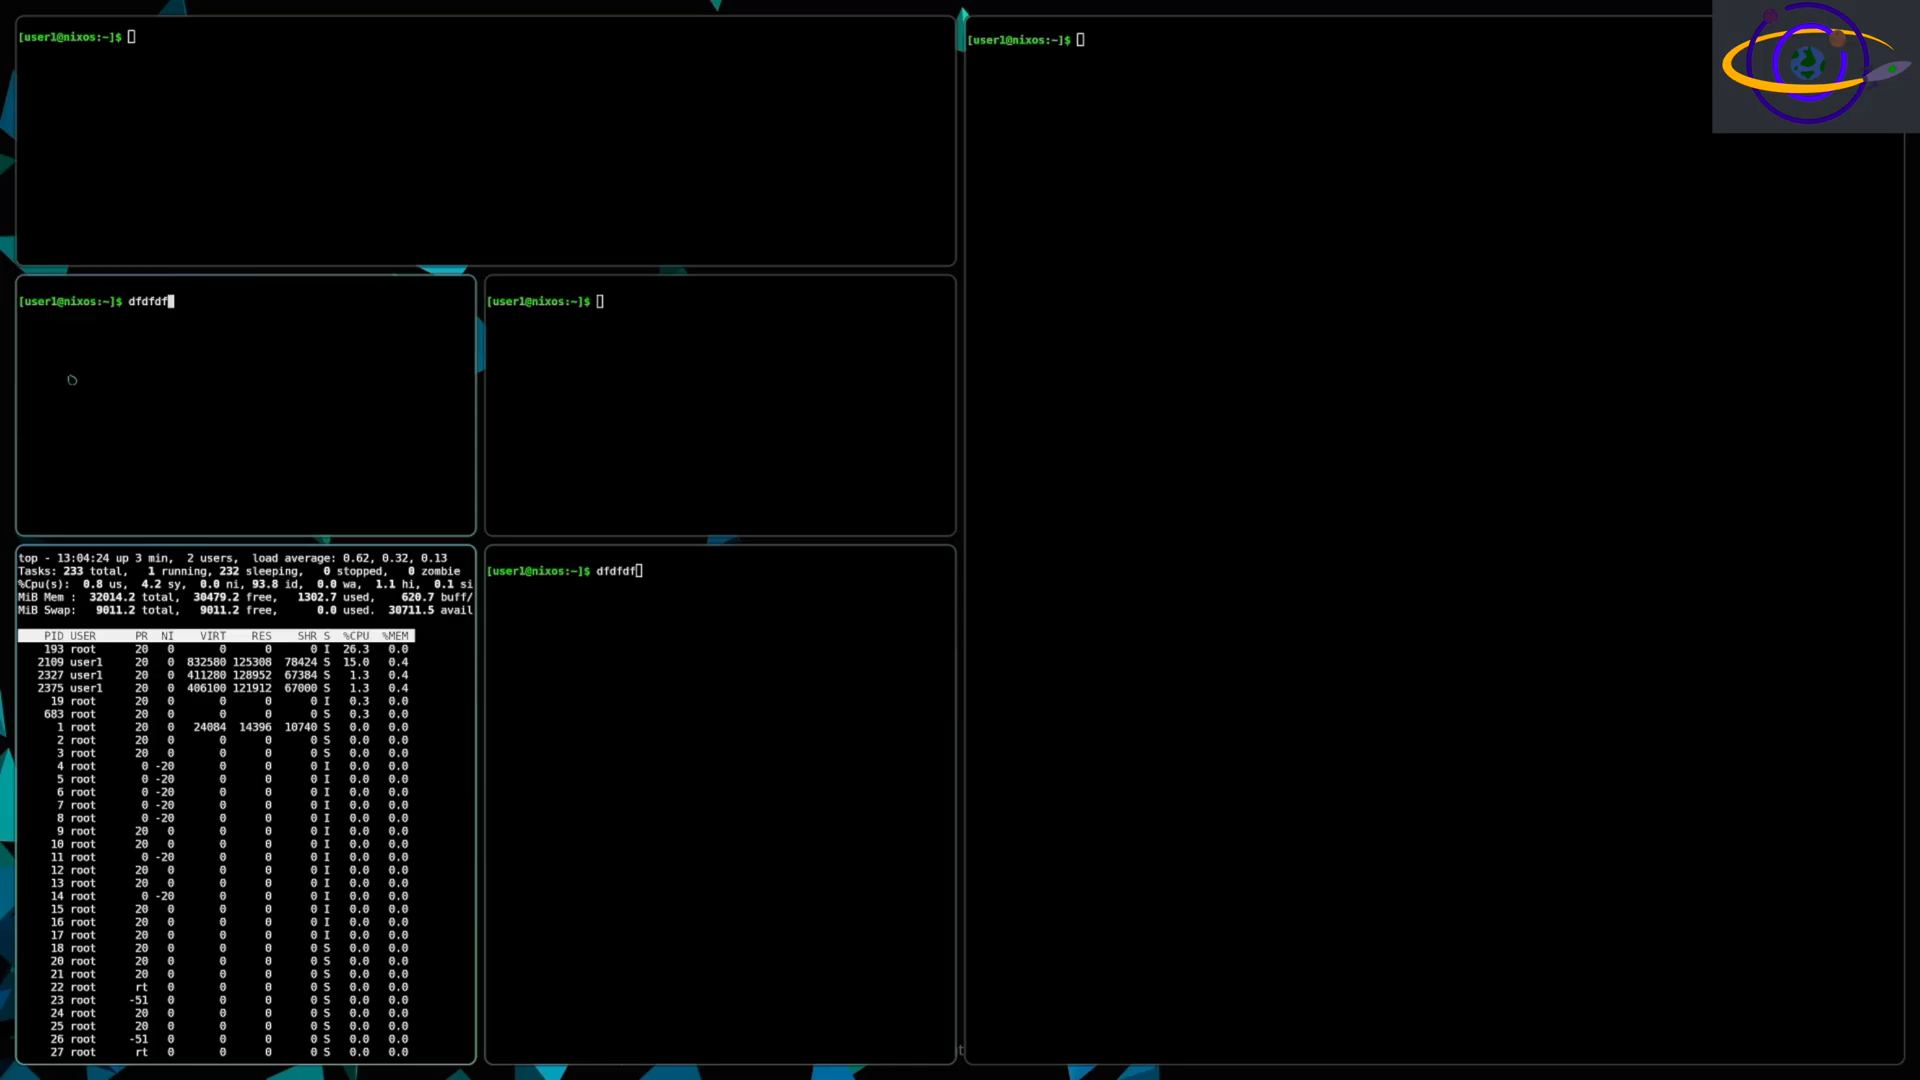 [user1@nixos:~]$
[user1@nixos:~]$
[user1@nixos:~]$ dfdfdf
[user1@nixos:~]$
top - 13:04:24 up 3 min,  2 users,  load average: 0.62, 0.32, 0.13
Tasks: 233 total,   1 running, 232 sleeping,   0 stopped,   0 zombie
%Cpu(s):  0.8 us,  4.2 sy,  0.0 ni, 93.8 id,  0.0 wa,  1.1 hi,  0.1 si
MiB Mem :  32014.2 total,  30479.2 free,   1302.7 used,    620.7 buff/
MiB Swap:   9011.2 total,   9011.2 free,      0.0 used.  30711.5 avail
PID USER      PR  NI    VIRT    RES    SHR S  %CPU  %MEM
193 root      20   0       0      0      0 I  26.3   0.0
2109 user1     20   0  832580 125308  78424 S  15.0   0.4
2327 user1     20   0  411280 128952  67384 S   1.3   0.4
2375 user1     20   0  406100 121912  67000 S   1.3   0.4
19 root      20   0       0      0      0 I   0.3   0.0
683 root      20   0       0      0      0 S   0.3   0.0
1 root      20   0   24084  14396  10740 S   0.0   0.0
2 root      20   0       0      0      0 S   0.0   0.0
3 root      20   0       0      0      0 S   0.0   0.0
4 root       0 -20       0      0      0 I   0.0   0.0
5 root       0 -20       0      0      0 I   0.0   0.0
6 root       0 -20       0      0      0 I   0.0   0.0
7 root       0 -20       0      0      0 I   0.0   0.0
8 root       0 -20       0      0      0 I   0.0   0.0
9 root      20   0       0      0      0 I   0.0   0.0
10 root      20   0       0      0      0 I   0.0   0.0
11 root       0 -20       0      0      0 I   0.0   0.0
12 root      20   0       0      0      0 I   0.0   0.0
13 root      20   0       0      0      0 I   0.0   0.0
14 root       0 -20       0      0      0 I   0.0   0.0
15 root      20   0       0      0      0 I   0.0   0.0
16 root      20   0       0      0      0 I   0.0   0.0
17 root      20   0       0      0      0 I   0.0   0.0
18 root      20   0       0      0      0 S   0.0   0.0
20 root      20   0       0      0      0 S   0.0   0.0
21 root      20   0       0      0      0 S   0.0   0.0
22 root      rt   0       0      0      0 S   0.0   0.0
23 root     -51   0       0      0      0 S   0.0   0.0
24 root      20   0       0      0      0 S   0.0   0.0
25 root      20   0       0      0      0 S   0.0   0.0
26 root     -51   0       0      0      0 S   0.0   0.0
27 root      rt   0       0      0      0 S   0.0   0.0
[user1@nixos:~]$ dfdfdf